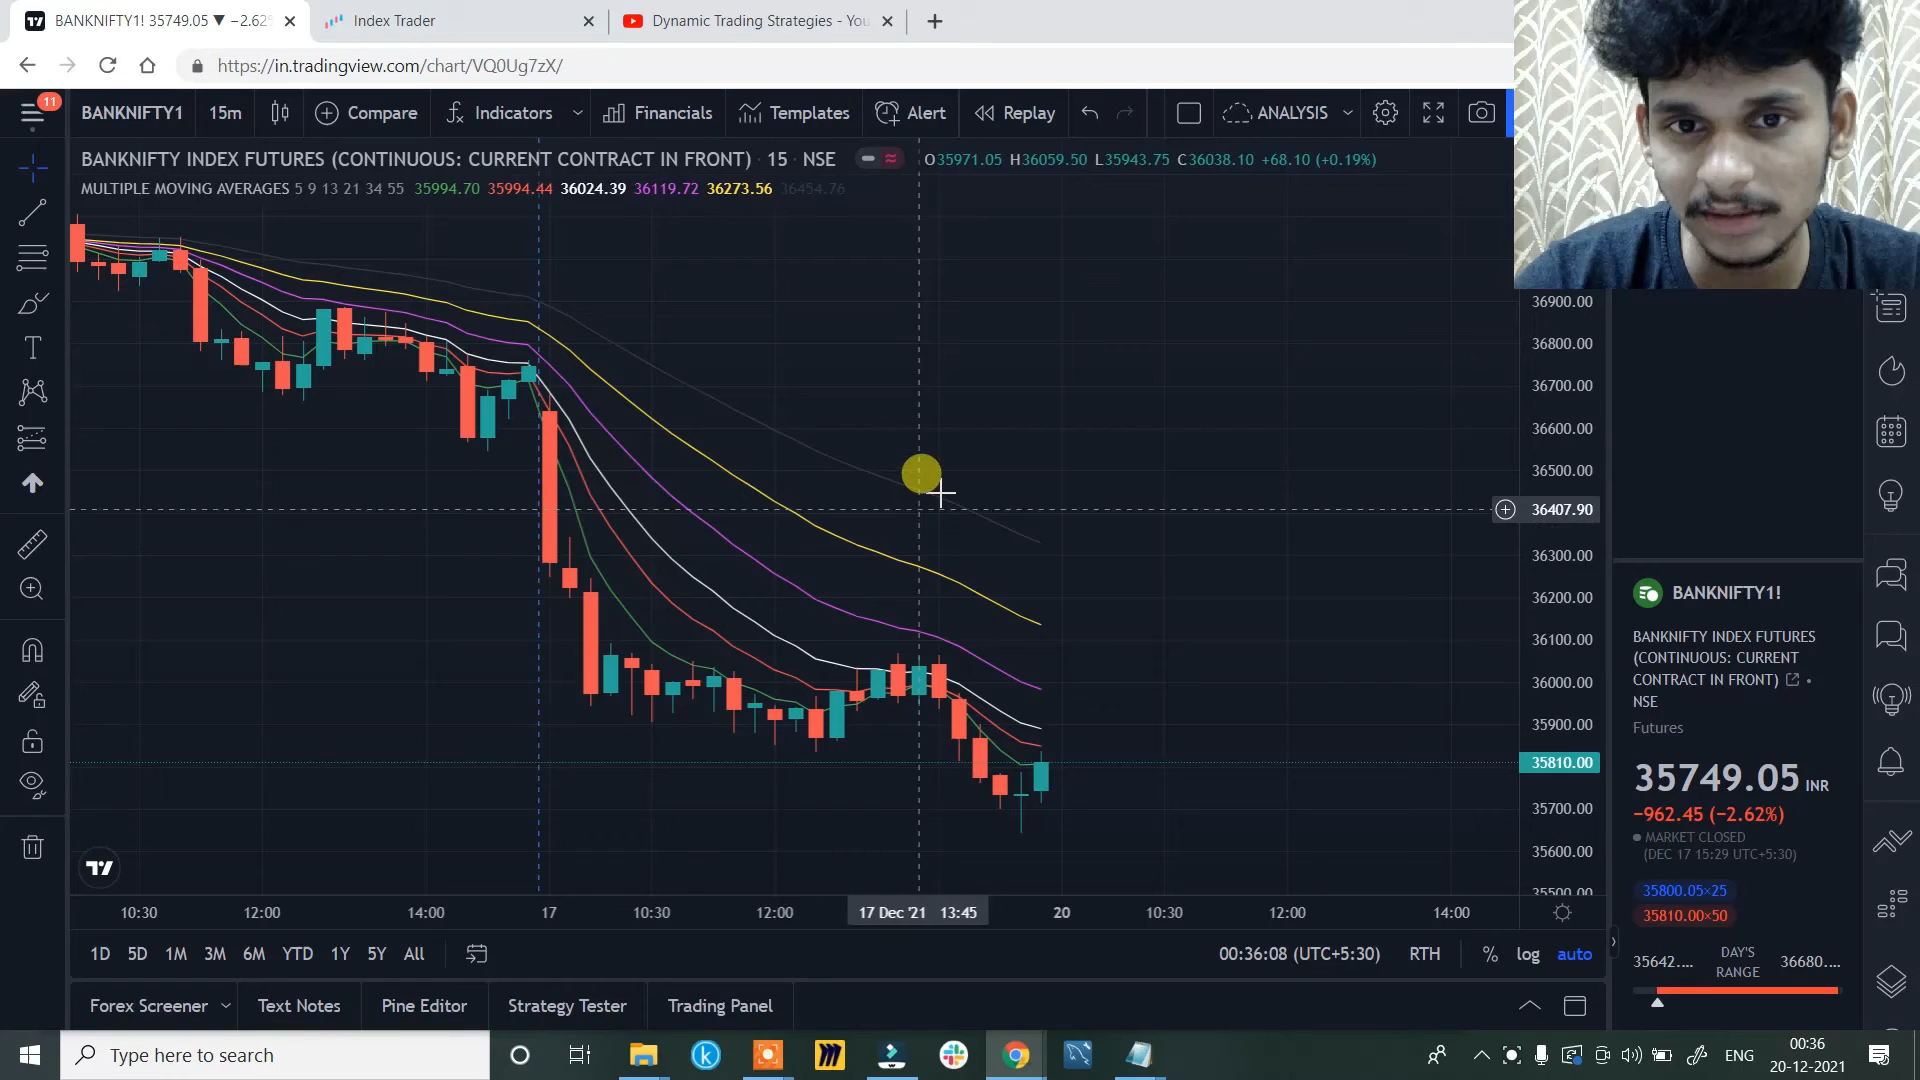 BANKNIFTY1! 35749.05 ▼ −2.62%
Index Trader
Dynamic Trading Strategies - You
https://in.tradingview.com/chart/VQ0Ug7zX/
11
BANKNIFTY1
15m
Compare
Indicators
Financials
Templates
Alert
Replay
ANALYSIS
BANKNIFTY INDEX FUTURES (CONTINUOUS: CURRENT CONTRACT IN FRONT) · 15 · NSE
O35971.05 H36059.50 L35943.75 C36038.10 +68.10 (+0.19%)
MULTIPLE MOVING AVERAGES 5 9 13 21 34 55 35994.70 35994.44 36024.39 36119.72 36273.56 36454.76
36900.00
36800.00
36700.00
36600.00
36500.00
36407.90
36300.00
36200.00
36100.00
36000.00
35900.00
35810.00
35700.00
35600.00
35500.00
BANKNIFTY1!
BANKNIFTY INDEX FUTURES
(CONTINUOUS: CURRENT
CONTRACT IN FRONT) •
NSE
Futures
35749.05 INR
−962.45 (−2.62%)
MARKET CLOSED
(DEC 17 15:29 UTC+5:30)
35800.05×25
35810.00×50
35642.... DAY'S RANGE 36680....
10:30 12:00 14:00 17 10:30 12:00 17 Dec '21 13:45 20 10:30 12:00 14:00
1D 5D 1M 3M 6M YTD 1Y 5Y All
00:36:08 (UTC+5:30) RTH % log auto
Forex Screener Text Notes Pine Editor Strategy Tester Trading Panel
Type here to search
ENG
00:36
20-12-2021